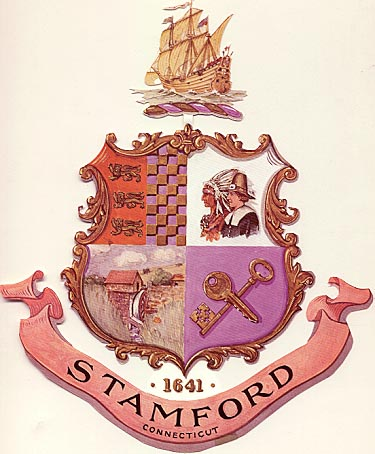 · 1641 ·
STAMFORD
CONNECTICUT